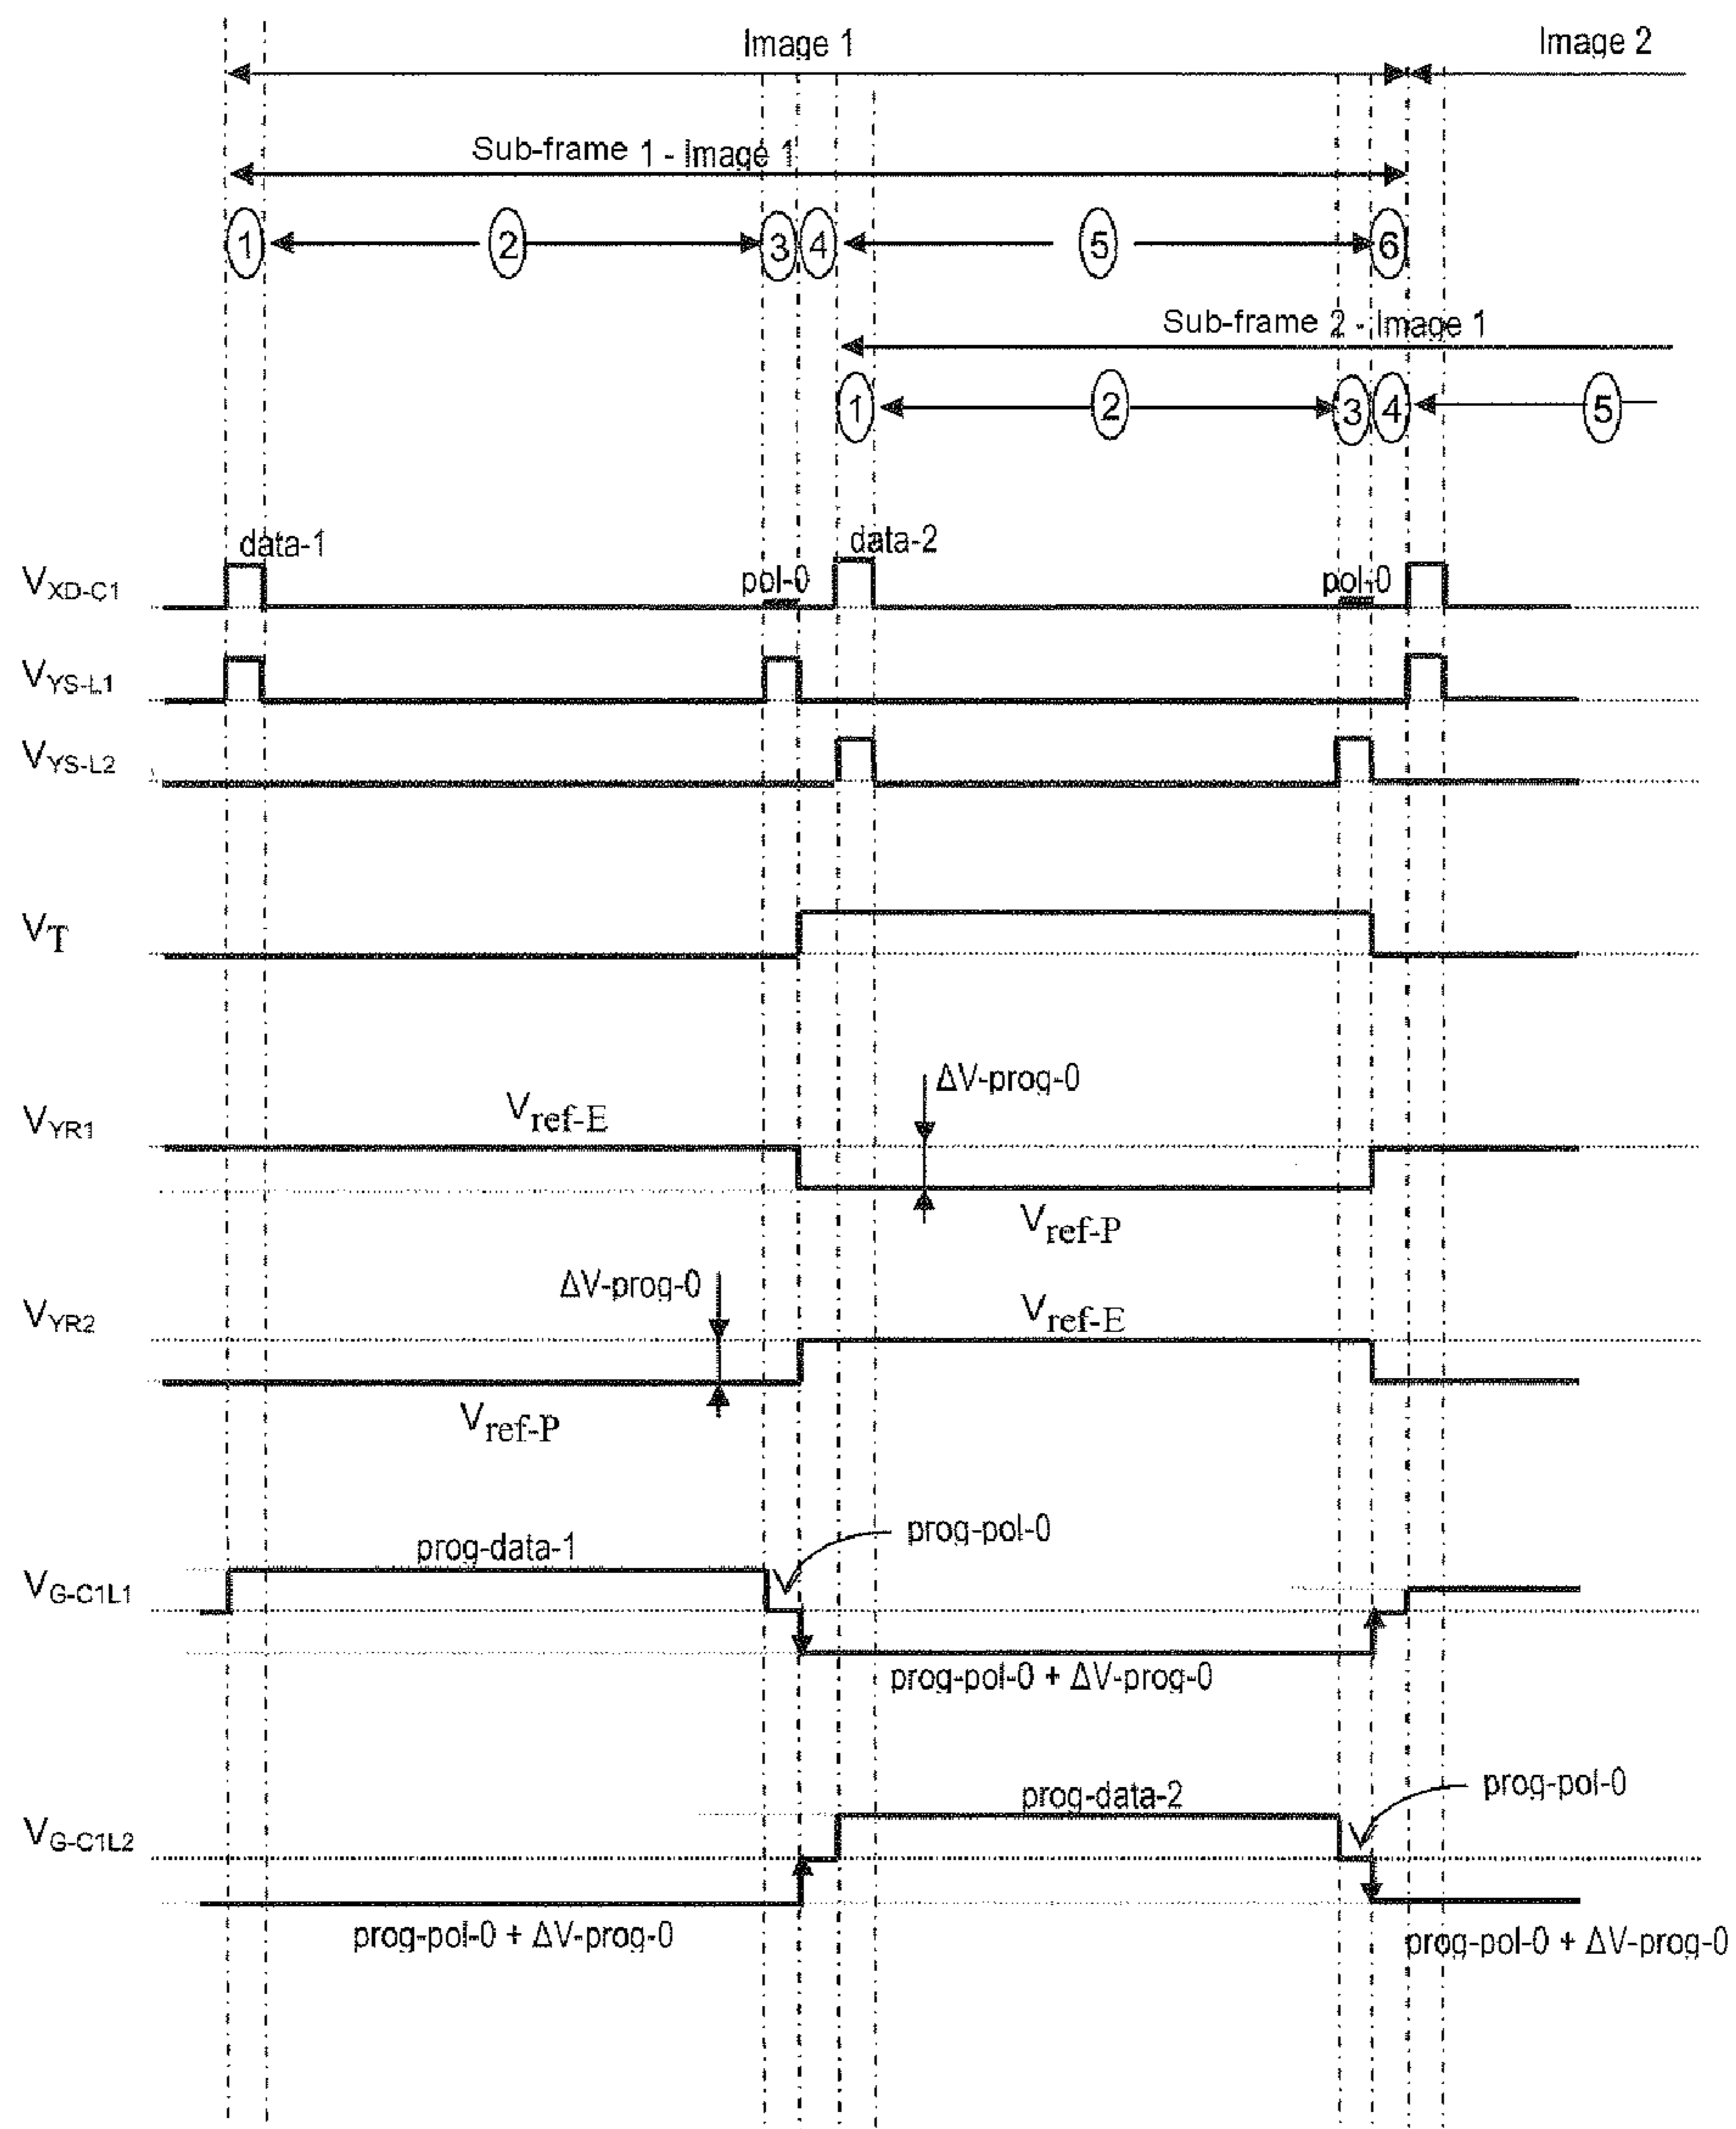 Image 1
Image 2
Sub-frame 1 - Image 1
1 2 3 4 5 6
Sub-frame 2 - Image 1
1 2 3 4 5
data-1
data-2
pol-0
pol-0
VXD-C1
VYS-L1
VYS-L2
VT
ΔV-prog-0
Vref-E
VYR1
Vref-P
ΔV-prog-0
Vref-E
VYR2
Vref-P
prog-pol-0
prog-data-1
VG-C1L1
prog-pol-0 + ΔV-prog-0
prog-pol-0
prog-data-2
VG-C1L2
prog-pol-0 + ΔV-prog-0
prog-pol-0 + ΔV-prog-0